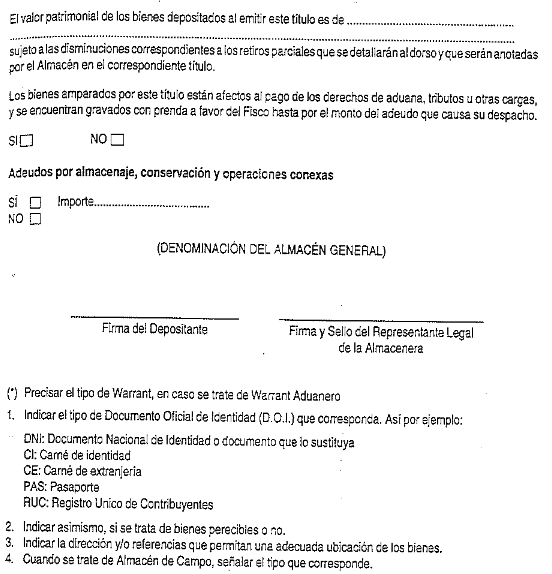 El valor patrimonial de los bienes depositados al emitir este título es de ................................................
................................................................................................................................................
sujeto a las disminuciones correspondientes a los retiros parciales que se detallarán al dorso y que serán anotadas
por el Almacén en el correspondiente título.
Los bienes amparados por este título están afectos al pago de los derechos de aduana, tributos u otras cargas,
y se encuentran gravados con prenda a favor del Fisco hasta por el monto del adeudo que causa su despacho.
SI☐ NO ☐
Adeudos por almacenaje, conservación y operaciones conexas
SÍ ☐ Importe...................................
NO ☐
(DENOMINACIÓN DEL ALMACÉN GENERAL)
Firma del Depositante Firma y Sello del Representante Legal
de la Almacenera
(*) Precisar el tipo de Warrant, en caso se trate de Warrant Aduanero
1. Indicar el tipo de Documento Oficial de Identidad (D.O.I.) que corresponda. Así por ejemplo:
DNI: Documento Nacional de Identidad o documento que lo sustituya
CI: Carné de identidad
CE: Carné de extranjería
PAS: Pasaporte
RUC: Registro Unico de Contribuyentes
2. Indicar asimismo, si se trata de bienes perecibles o no.
3. Indicar la dirección y/o referencias que permitan una adecuada ubicación de los bienes.
4. Cuando se trate de Almacén de Campo, señalar el tipo que corresponde.